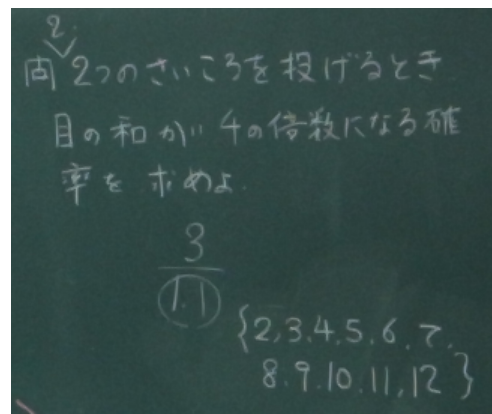 問2. 2つのさいころを投げるとき
目の和が 4の倍数になる確
率を求めよ.
3
11
{2,3,4,5,6,7,
8,9,10,11,12}